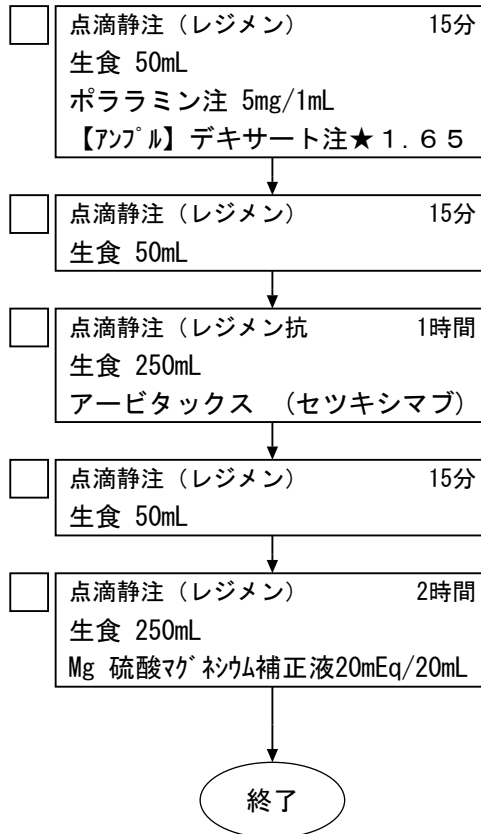 点滴静注（レジメン） 15分
生食 50mL
ポララミン注 5mg/1mL
【ｱﾝﾌﾟﾙ】デキサート注★１.６５
点滴静注（レジメン） 15分
生食 50mL
点滴静注（レジメン抗 1時間
生食 250mL
アービタックス （セツキシマブ）
点滴静注（レジメン） 15分
生食 50mL
点滴静注（レジメン） 2時間
生食 250mL
Mg 硫酸ﾏｸﾞﾈｼｳﾑ補正液20mEq/20mL
終了